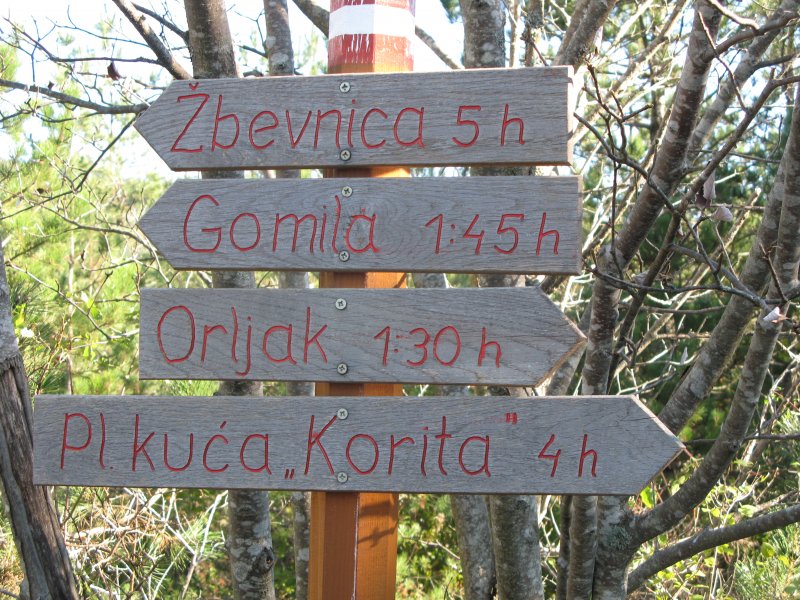 Žbevnica 5 h
Gomila 1:45 h
Orljak 1:30 h
Pl. kuća „Korita" 4 h